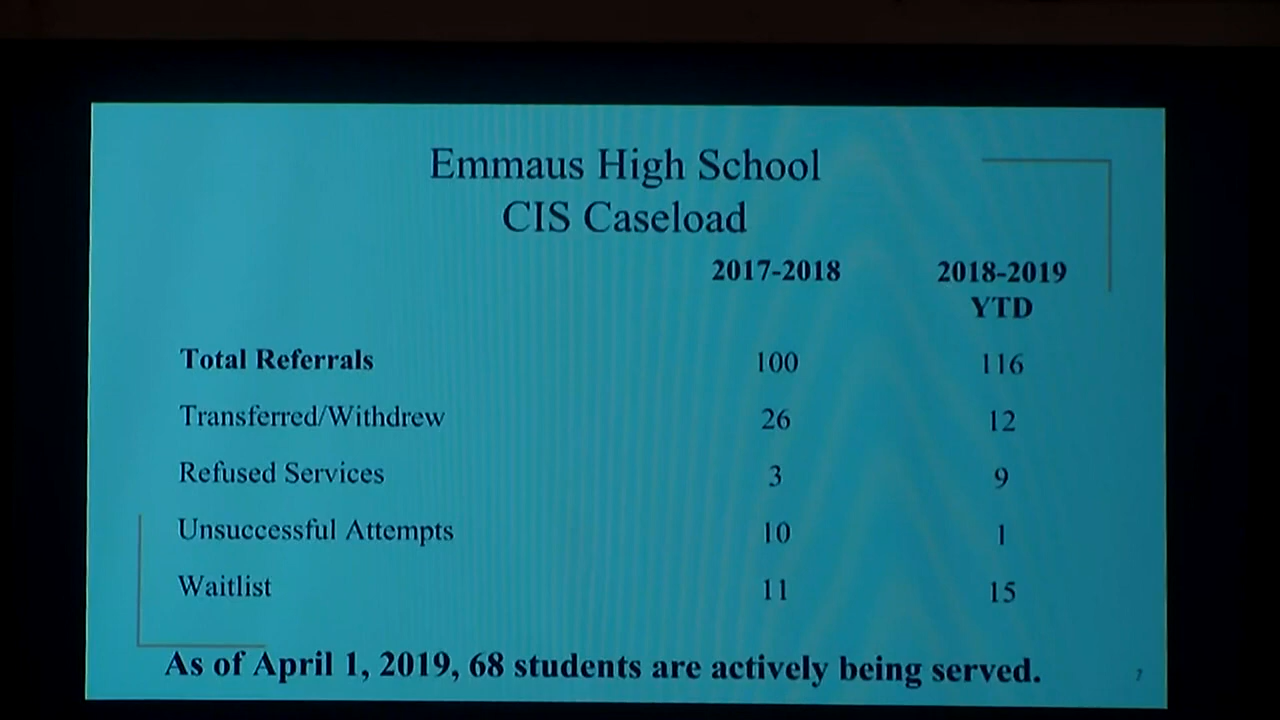 Emmaus High School
CIS Caseload
2017-2018 2018-2019
YTD
Total Referrals 100 116
Transferred/Withdrew 26 12
Refused Services 3 9
Unsuccessful Attempts 10 1
Waitlist 11 15
As of April 1, 2019, 68 students are actively being served.
7